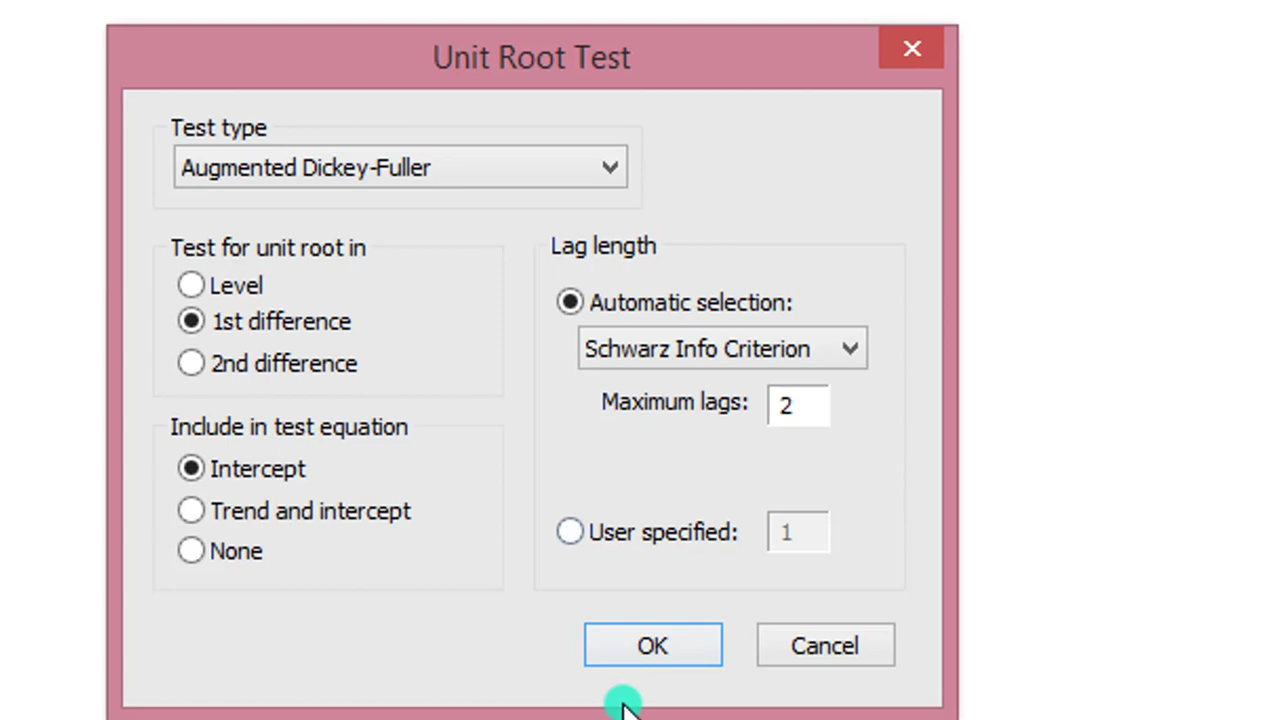 Unit Root Test
Test type
Augmented Dickey-Fuller
Test for unit root in
Level
1st difference
2nd difference
Include in test equation
Intercept
Trend and intercept
None
Lag length
Automatic selection:
Schwarz Info Criterion
Maximum lags: 2
User specified: 1
OK Cancel